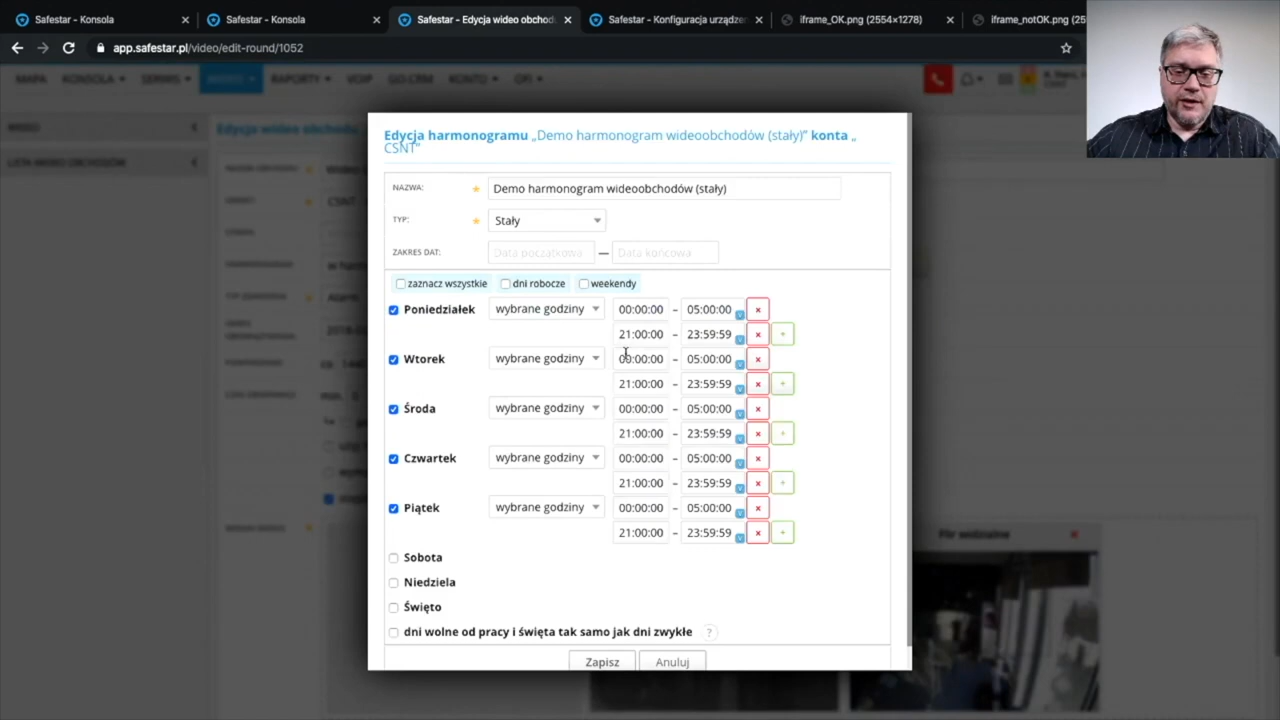 Safestar - Konsola
Safestar - Konsola
Safestar - Edycja wideo obchod
Safestar - Konfiguracja urządzeń
iframe_OK.png (2554×1278)
iframe_notOK.png (25
app.safestar.pl/video/edit-round/1052
MAPA KONSOLA SERWIS WIDEO RAPORTY VOIP GO-CRM KONTO
WIDEO
LISTA WIDEO OBCHODÓW
Edycja wideo obchodu
Edycja harmonogramu „Demo harmonogram wideoobchodów (stały)” konta „
CSNT”
NAZWA: Demo harmonogram wideoobchodów (stały)
TYP: Stały
ZAKRES DAT: Data początkowa — Data końcowa
zaznacz wszystkie dni robocze weekendy
Poniedziałek wybrane godziny 00:00:00 – 05:00:00 v ×
21:00:00 – 23:59:59 v × +
Wtorek wybrane godziny 00:00:00 – 05:00:00 v ×
21:00:00 – 23:59:59 v × +
Środa wybrane godziny 00:00:00 – 05:00:00 v ×
21:00:00 – 23:59:59 v × +
Czwartek wybrane godziny 00:00:00 – 05:00:00 v ×
21:00:00 – 23:59:59 v × +
Piątek wybrane godziny 00:00:00 – 05:00:00 v ×
21:00:00 – 23:59:59 v × +
Sobota
Niedziela
Święto
dni wolne od pracy i święta tak samo jak dni zwykłe ?
Zapisz Anuluj